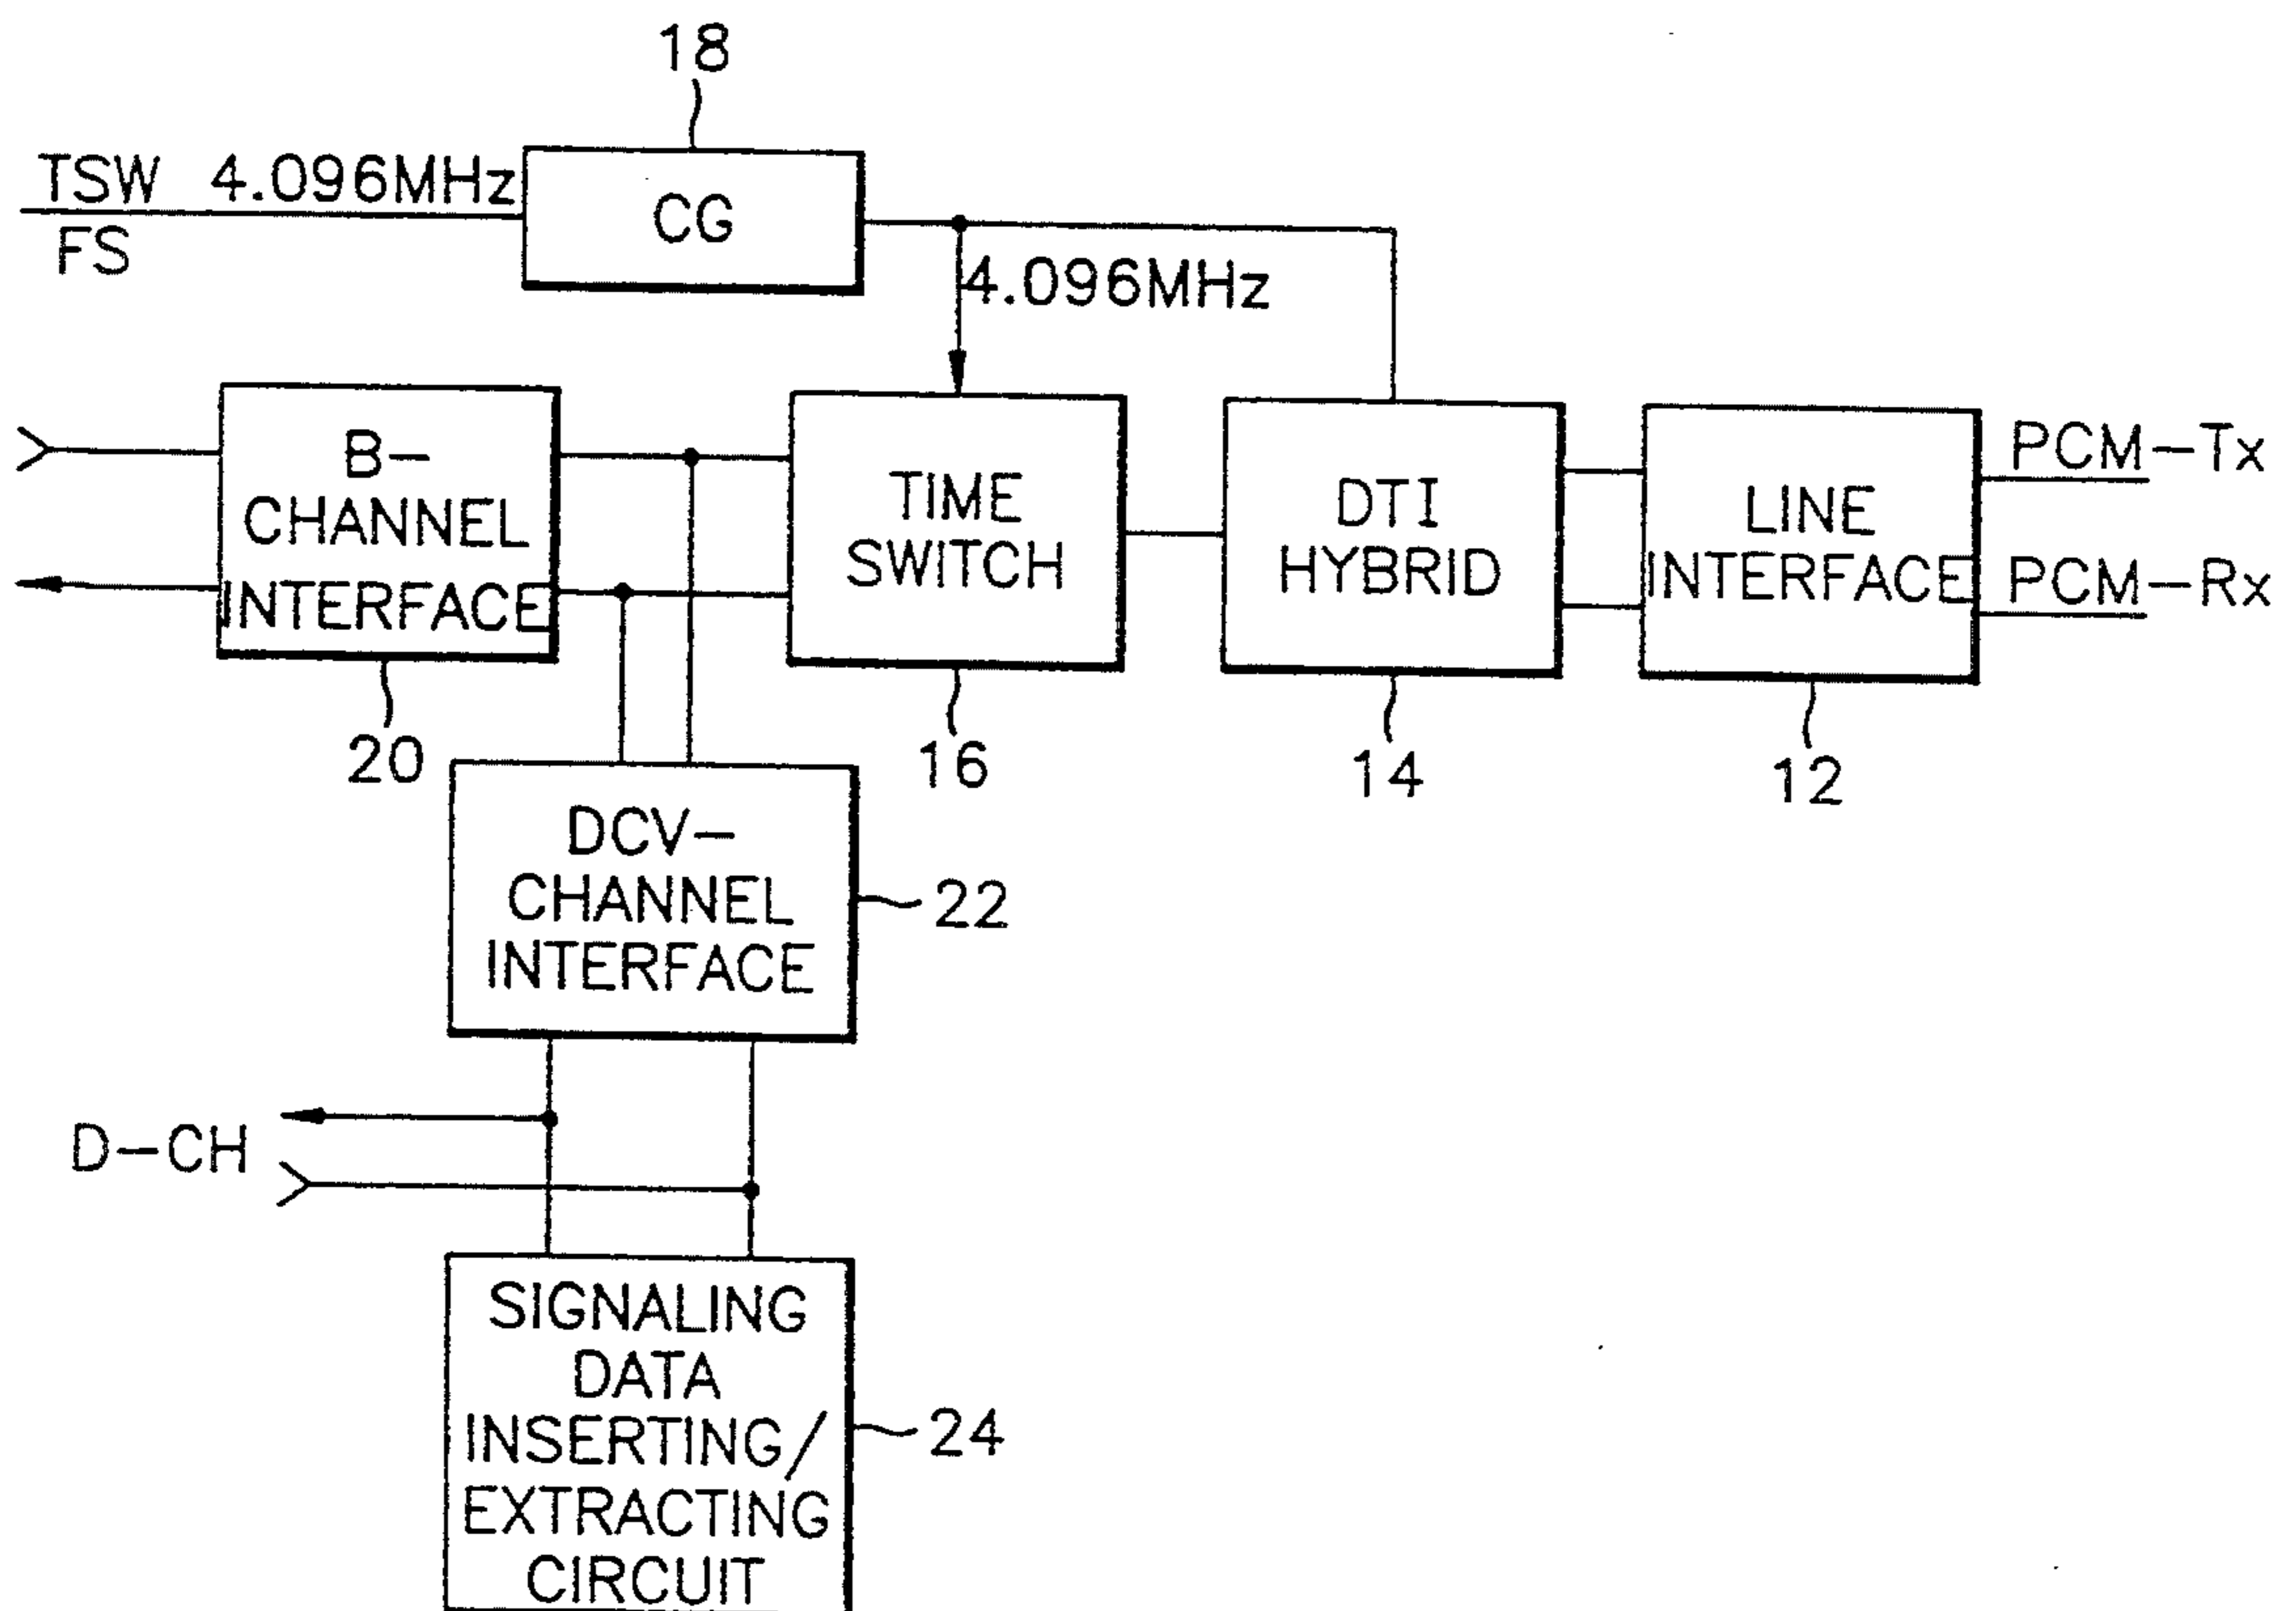 18
TSW 4.096MHz
FS
CG
4.096MHz
B-
CHANNEL
INTERFACE
TIME
SWITCH
DTI
HYBRID
LINE
INTERFACE
PCM-Tx
PCM-Rx
20
16
14
12
DCV-
CHANNEL
INTERFACE
22
D-CH
SIGNALING
DATA
INSERTING/
EXTRACTING
CIRCUIT
24